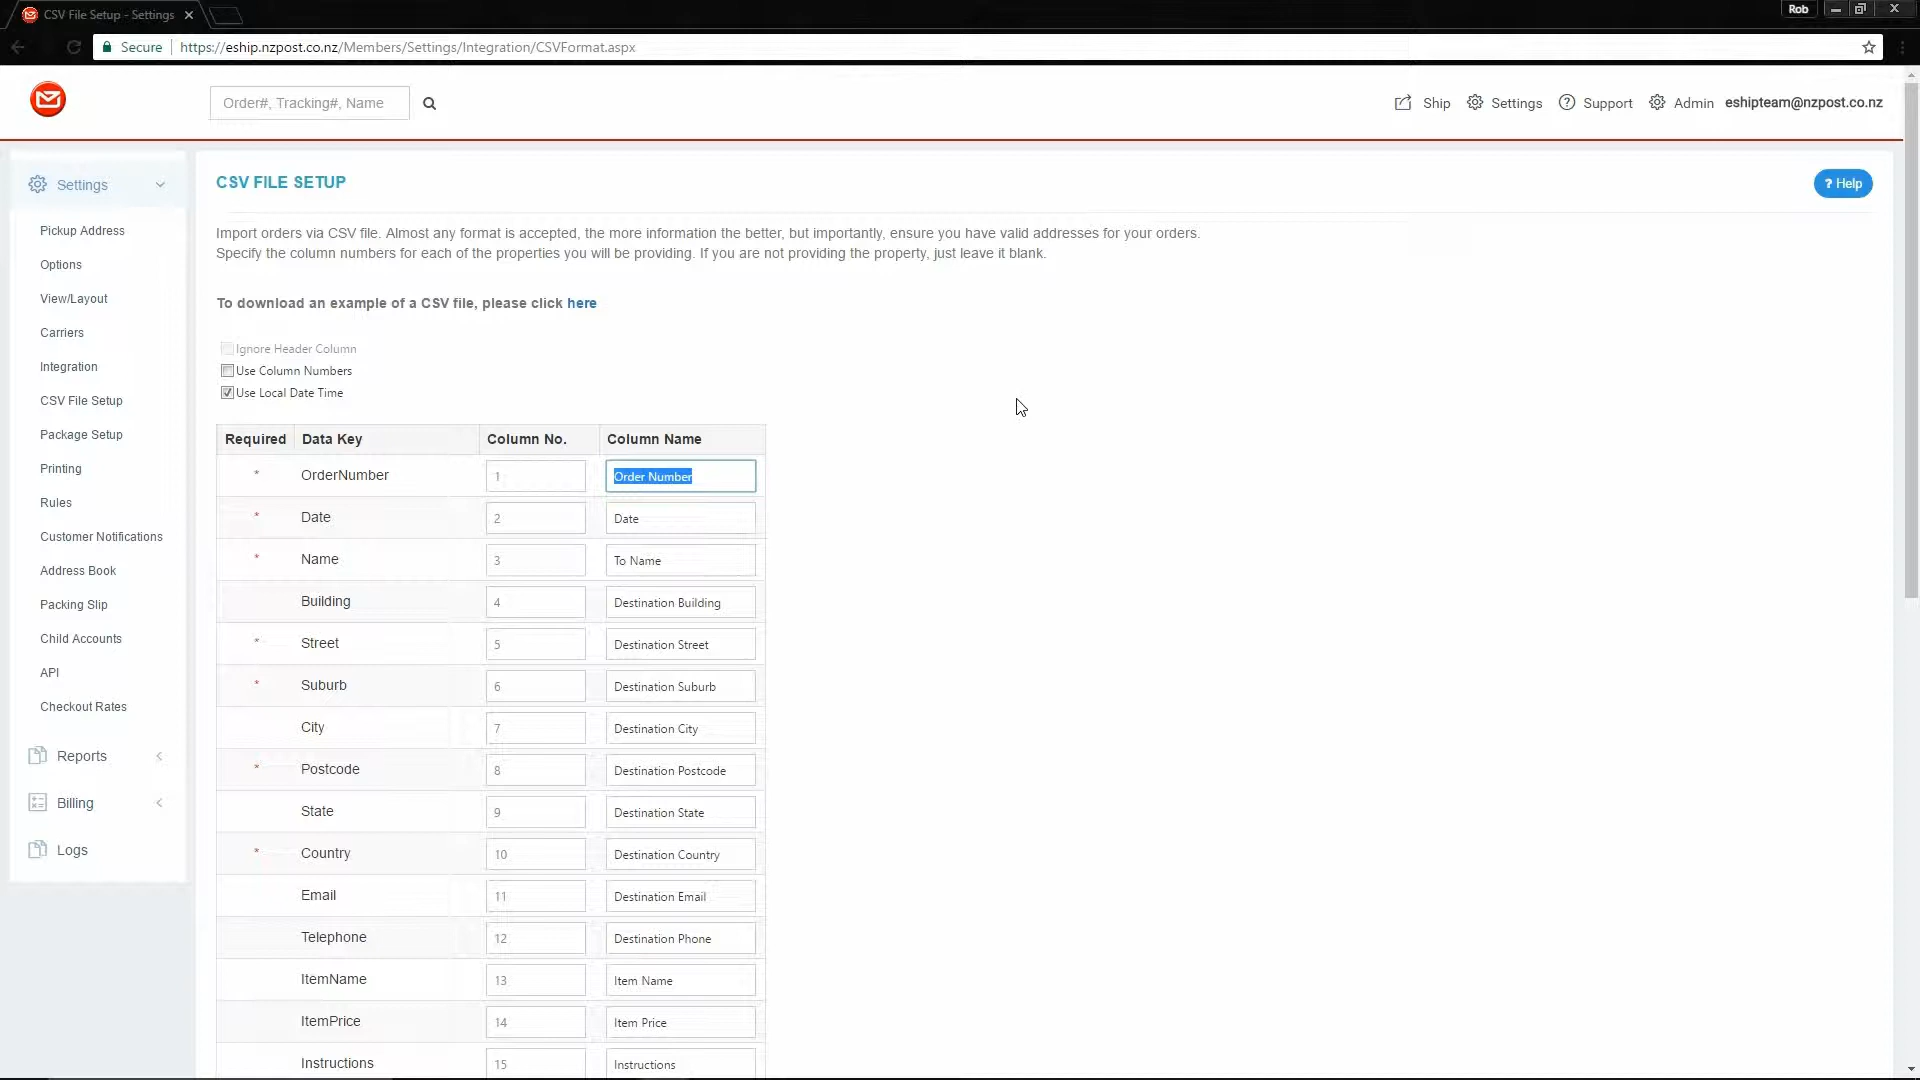 CSV File Setup - Settings
Rob
Secure https://eship.nzpost.co.nz/Members/Settings/Integration/CSVFormat.aspx
Order#, Tracking#, Name
Ship Settings Support Admin eshipteam@nzpost.co.nz
Settings
Pickup Address
Options
View/Layout
Carriers
Integration
CSV File Setup
Package Setup
Printing
Rules
Customer Notifications
Address Book
Packing Slip
Child Accounts
API
Checkout Rates
Reports
Billing
Logs
CSV FILE SETUP
? Help
Import orders via CSV file. Almost any format is accepted, the more information the better, but importantly, ensure you have valid addresses for your orders.
Specify the column numbers for each of the properties you will be providing. If you are not providing the property, just leave it blank.
To download an example of a CSV file, please click here
Ignore Header Column
Use Column Numbers
Use Local Date Time
Required Data Key Column No. Column Name
* OrderNumber 1 Order Number
* Date 2 Date
* Name 3 To Name
Building 4 Destination Building
* Street 5 Destination Street
* Suburb 6 Destination Suburb
City 7 Destination City
* Postcode 8 Destination Postcode
State 9 Destination State
* Country 10 Destination Country
Email 11 Destination Email
Telephone 12 Destination Phone
ItemName 13 Item Name
ItemPrice 14 Item Price
Instructions 15 Instructions